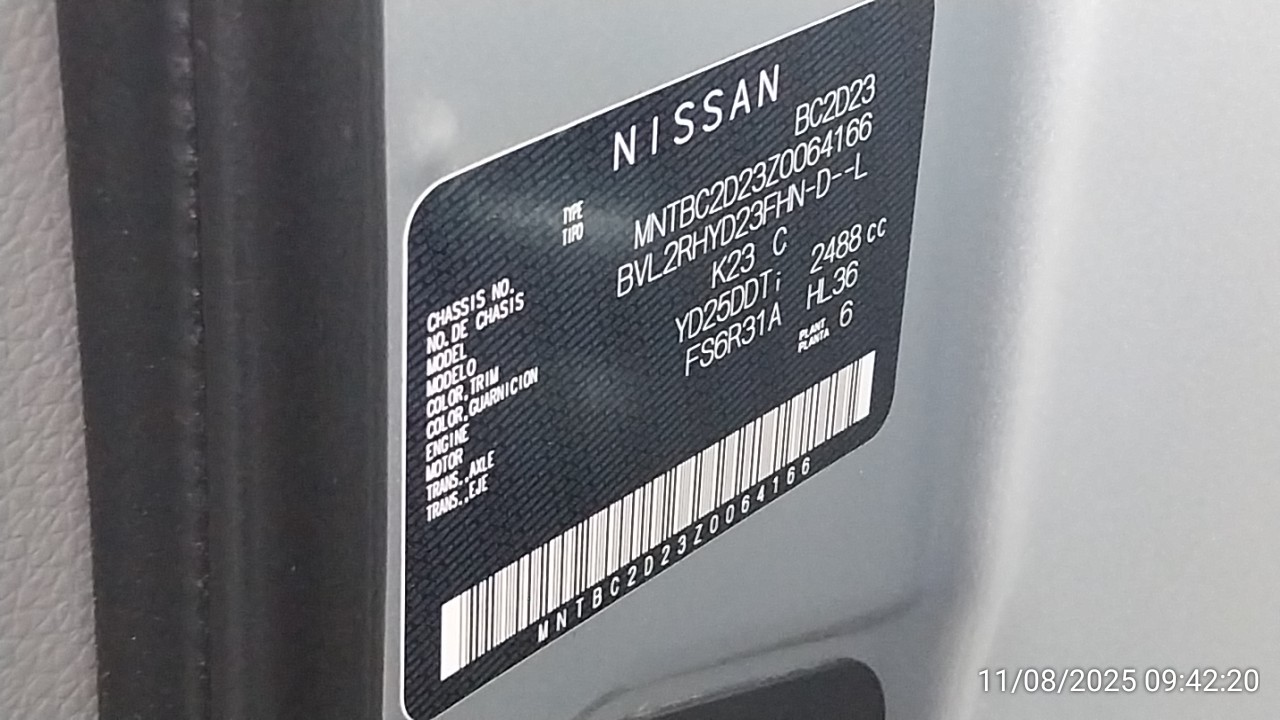 NISSAN
TYPE BC2D23
TIPO
CHASSIS NO. MNTBC2D23Z0064166
NO. DE CHASIS
MODEL BVL2RHYD23FHN-D--L
MODELO
COLOR, TRIM K23 C
COLOR, GUARNICION
ENGINE YD25DDTi 2488 cc
MOTOR
TRANS., AXLE FS6R31A HL36
TRANS., EJE
PLANT 6
PLANTA
MNTBC2D23Z0064166
11/08/2025 09:42:20